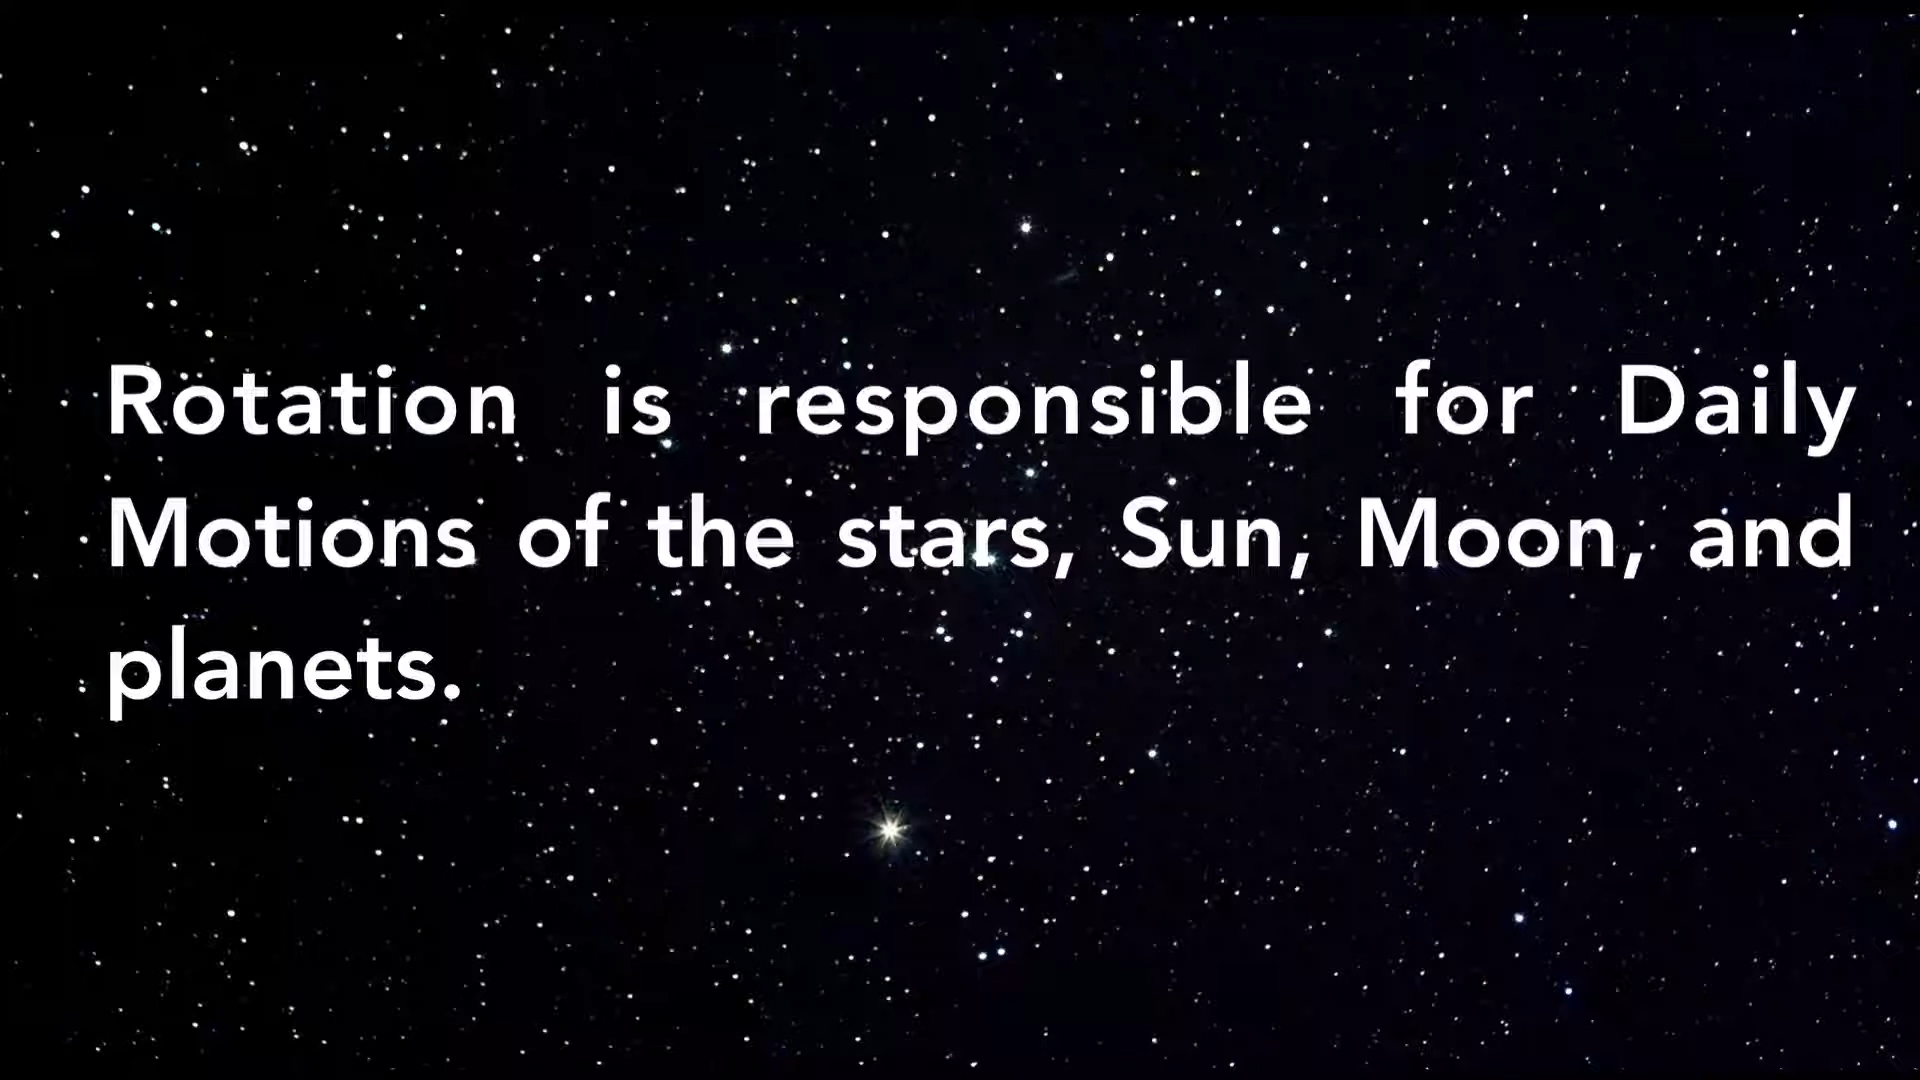 Rotation is responsible for Daily
Motions of the stars, Sun, Moon, and
planets.